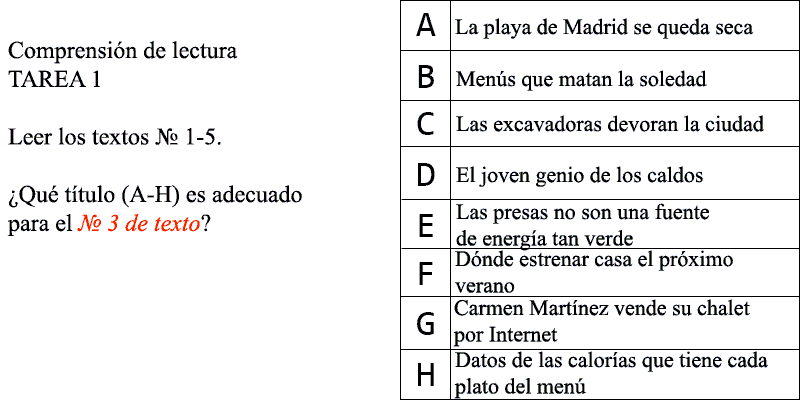 Comprensión de lectura
TAREA 1
Leer los textos № 1-5.
¿Qué título (A-H) es adecuado
para el № 3 de texto?
A La playa de Madrid se queda seca
B Menús que matan la soledad
C Las excavadoras devoran la ciudad
D El joven genio de los caldos
E Las presas no son una fuente
de energía tan verde
F Dónde estrenar casa el próximo
verano
G Carmen Martínez vende su chalet
por Internet
H Datos de las calorías que tiene cada
plato del menú